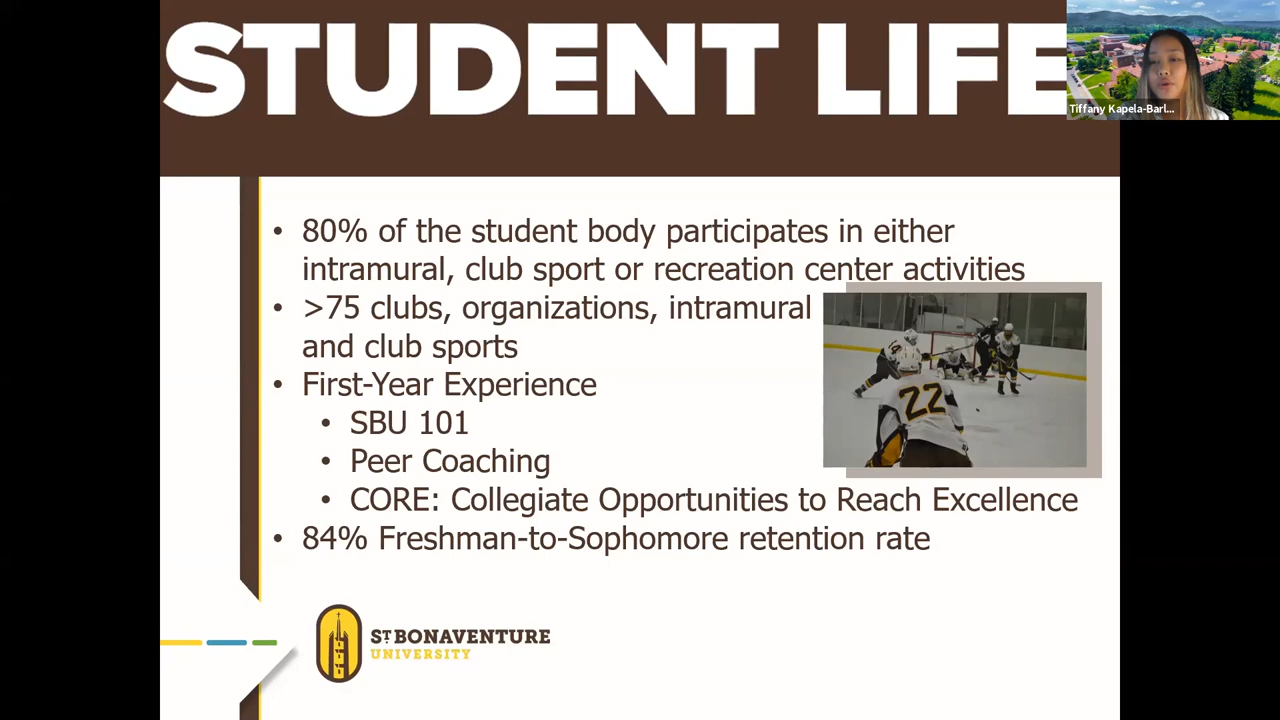 STUDENT LIFE
Tiffany Kapela-Barl...
• 80% of the student body participates in either
intramural, club sport or recreation center activities
• >75 clubs, organizations, intramural
and club sports
22
• First-Year Experience
• SBU 101
• Peer Coaching
• CORE: Collegiate Opportunities to Reach Excellence
• 84% Freshman-to-Sophomore retention rate
ST. BONAVENTURE
UNIVERSITY